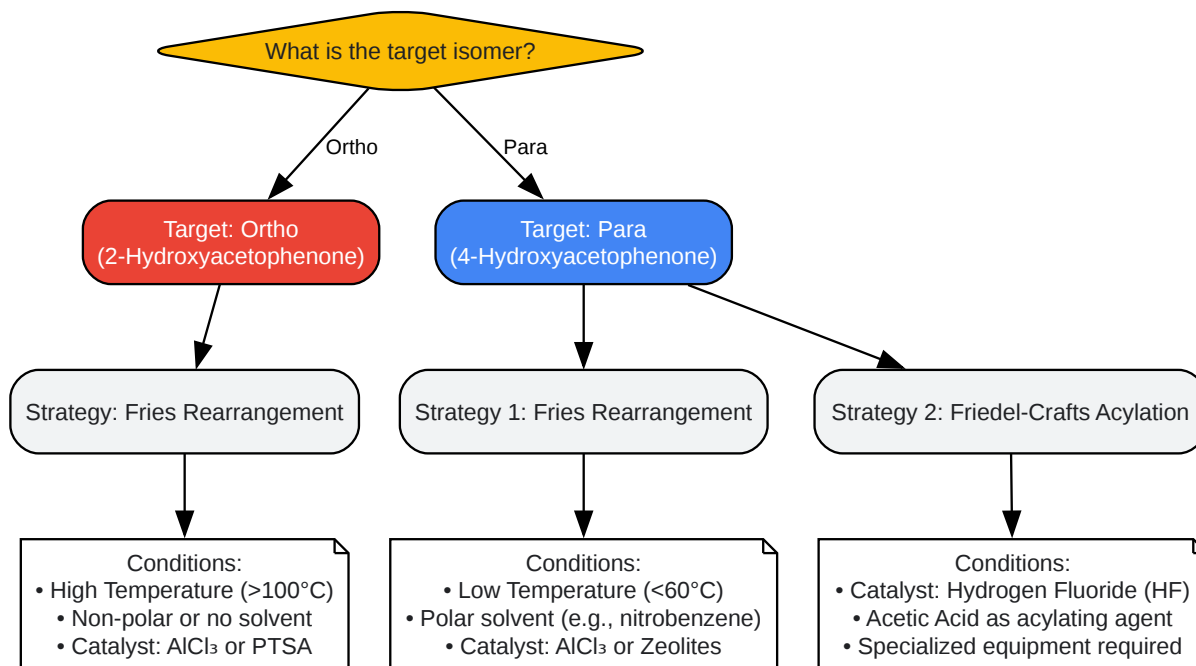 What is the target isomer?
Ortho
Para
Target: Ortho
(2-Hydroxyacetophenone)
Target: Para
(4-Hydroxyacetophenone)
Strategy: Fries Rearrangement
Strategy 1: Fries Rearrangement
Strategy 2: Friedel-Crafts Acylation
Conditions:
• High Temperature (>100°C)
• Non-polar or no solvent
• Catalyst: AlCl₃ or PTSA
Conditions:
• Low Temperature (<60°C)
• Polar solvent (e.g., nitrobenzene)
• Catalyst: AlCl₃ or Zeolites
Conditions:
• Catalyst: Hydrogen Fluoride (HF)
• Acetic Acid as acylating agent
• Specialized equipment required